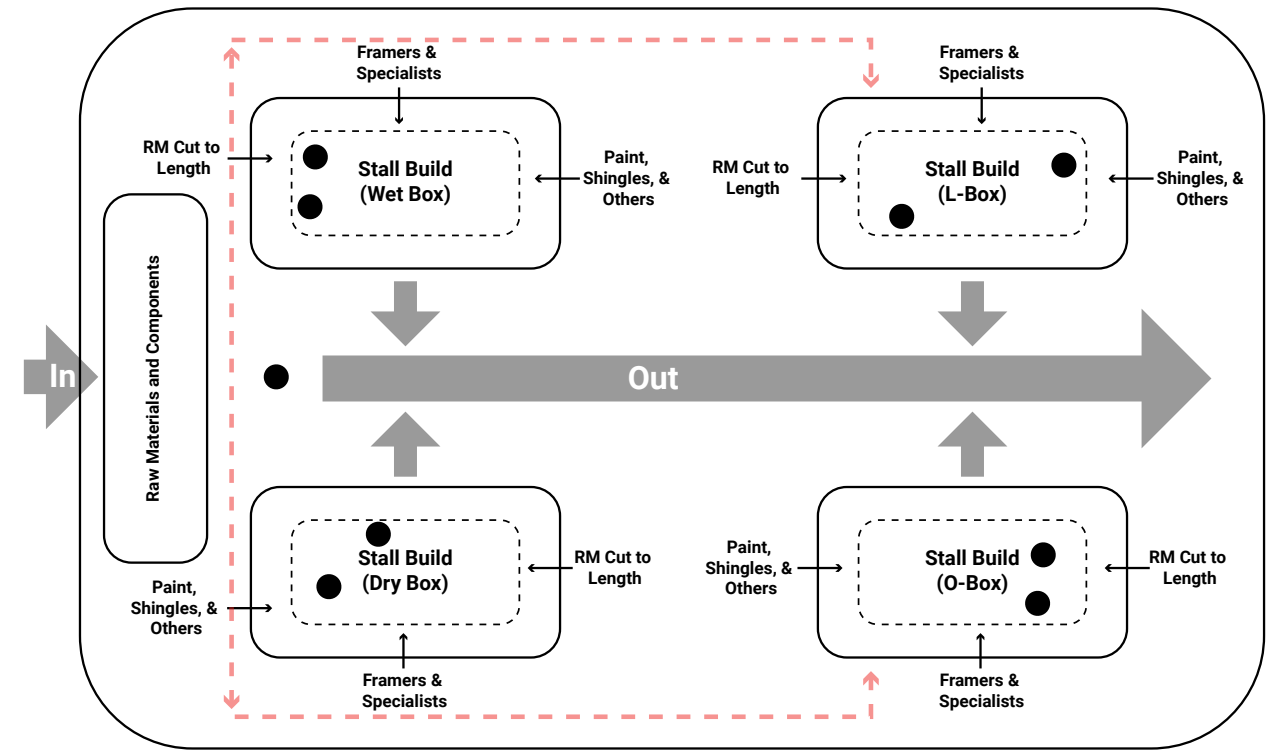 Framers &
Specialists
Framers &
Specialists
RM Cut to
Length
Stall Build
(Wet Box)
Paint,
Shingles, &
Others
RM Cut to
Length
Stall Build
(L-Box)
Paint,
Shingles, &
Others
In
Raw Materials and Components
Out
Paint,
Shingles, &
Others
Stall Build
(Dry Box)
RM Cut to
Length
Paint,
Shingles, &
Others
Stall Build
(O-Box)
RM Cut to
Length
Framers &
Specialists
Framers &
Specialists